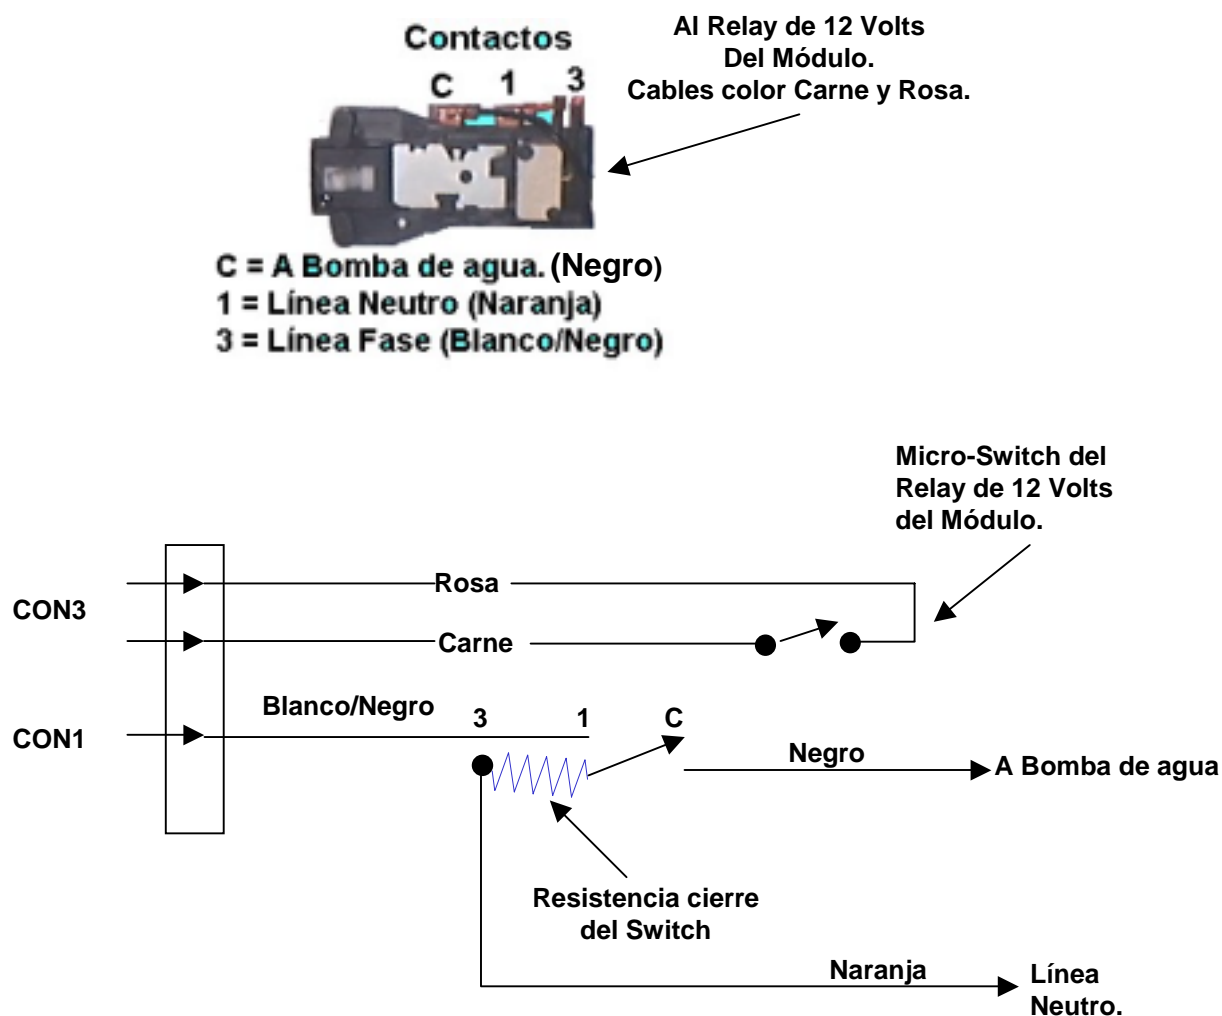 Contactos
C 1 3
Al Relay de 12 Volts
Del Módulo.
Cables color Carne y Rosa.
C = A Bomba de agua. (Negro)
1 = Línea Neutro (Naranja)
3 = Línea Fase (Blanco/Negro)
Micro-Switch del
Relay de 12 Volts
del Módulo.
CON3
Rosa
Carne
CON1
Blanco/Negro
3 1 C
Negro
A Bomba de agua
Resistencia cierre
del Switch
Naranja
Línea
Neutro.